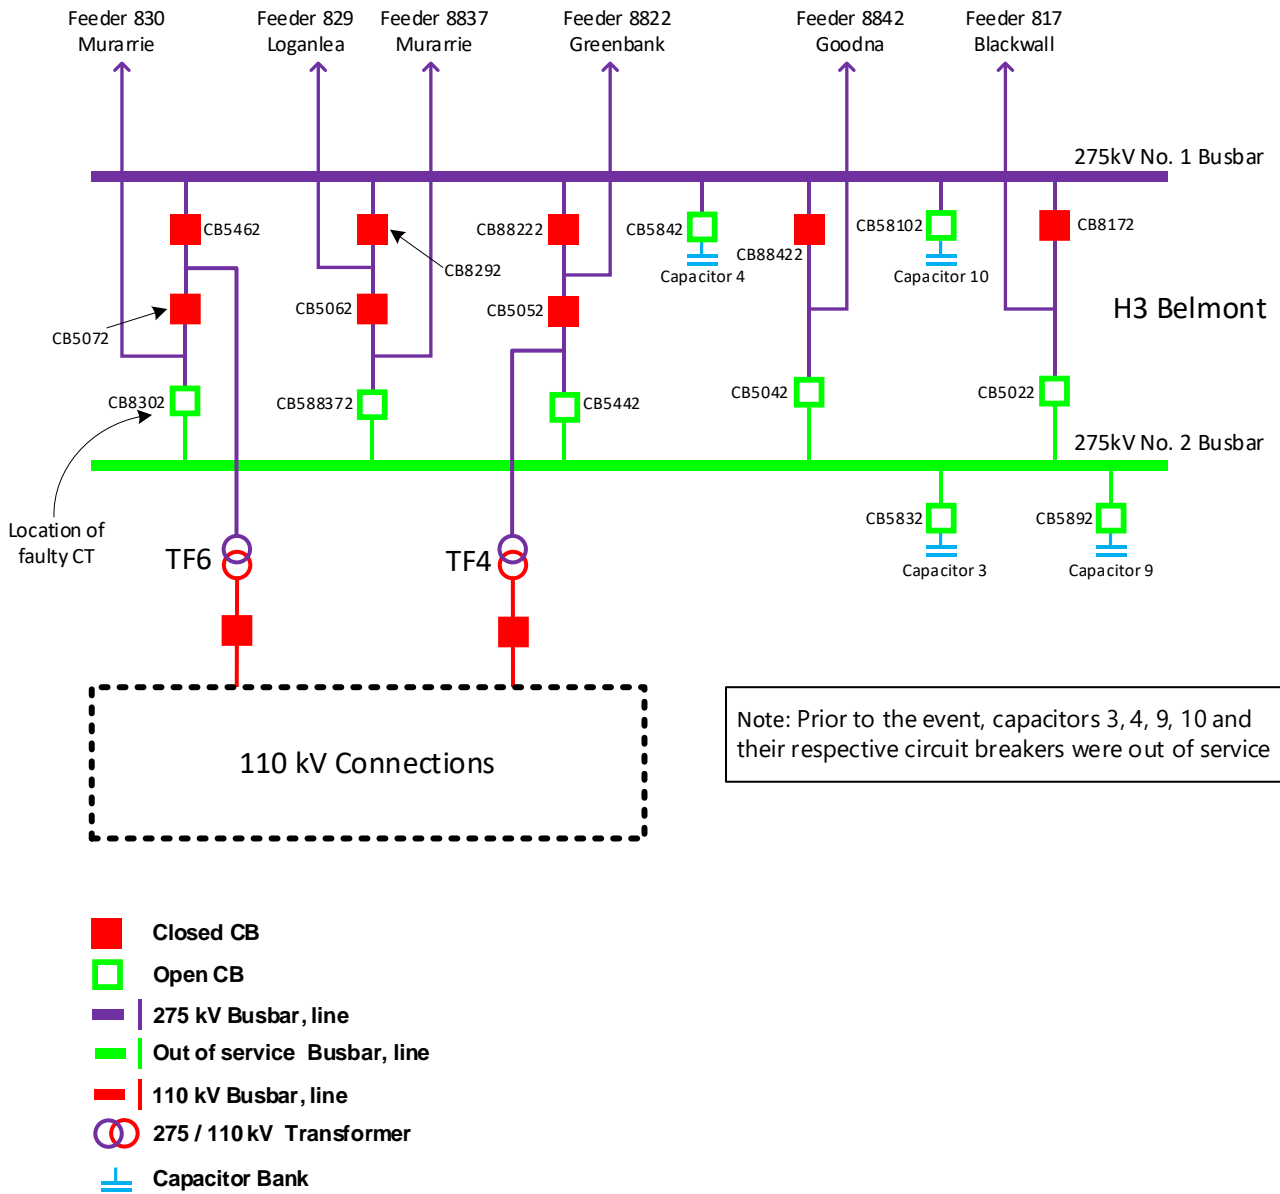 Feeder 830
Murarrie
Feeder 829
Loganlea
Feeder 8837
Murarrie
Feeder 8822
Greenbank
Feeder 8842
Goodna
Feeder 817
Blackwall
275kV No. 1 Busbar
CB5462
CB8292
CB88222
CB5842
Capacitor 4
CB88422
CB58102
Capacitor 10
CB8172
CB5072
CB5062
CB5052
H3 Belmont
CB8302
CB588372
CB5442
CB5042
CB5022
275kV No. 2 Busbar
Location of
faulty CT
CB5832
Capacitor 3
CB5892
Capacitor 9
TF6
TF4
110 kV Connections
Note: Prior to the event, capacitors 3, 4, 9, 10 and
their respective circuit breakers were out of service
Closed CB
Open CB
275 kV Busbar, line
Out of service Busbar, line
110 kV Busbar, line
275 / 110 kV Transformer
Capacitor Bank